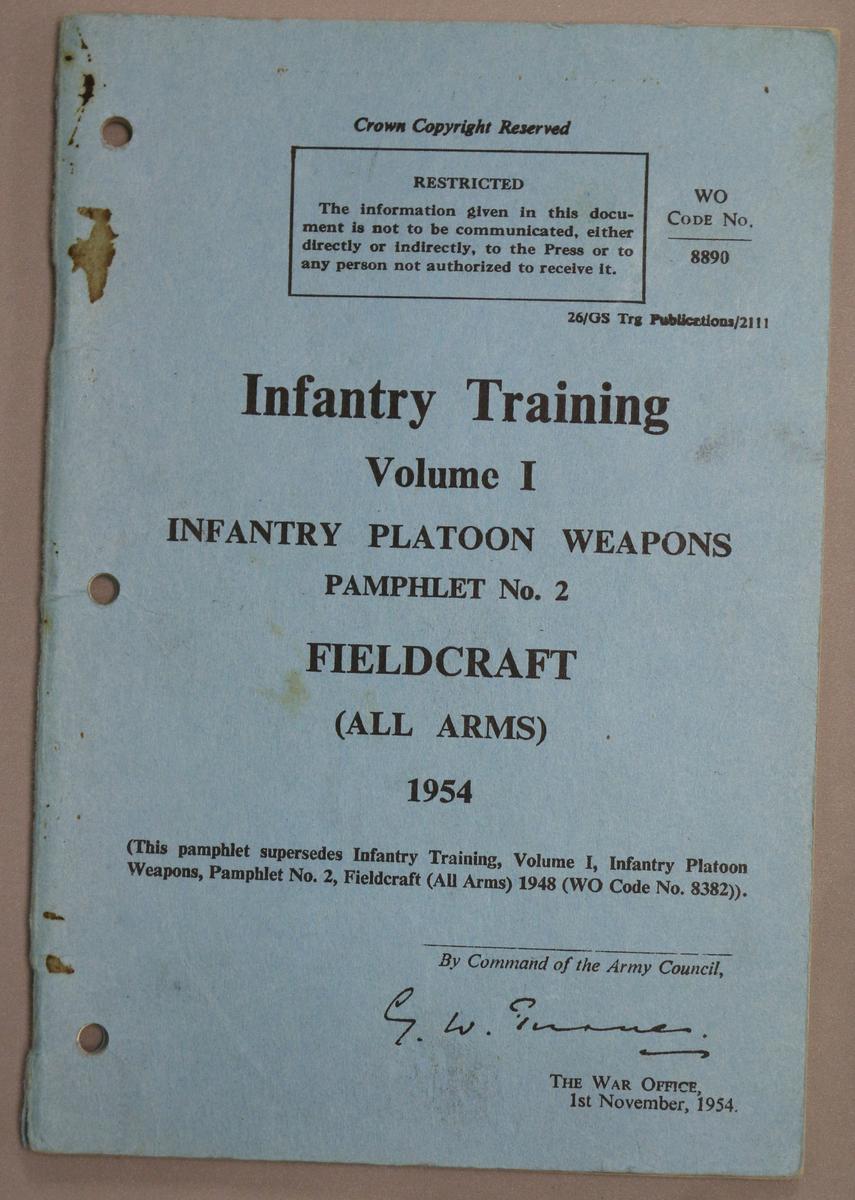 Crown Copyright Reserved
RESTRICTED
The information given in this docu-
ment is not to be communicated, either
directly or indirectly, to the Press or to
any person not authorized to receive it.
WO
CODE NO.
8890
26/GS Trg Publications/2111
Infantry Training
Volume I
INFANTRY PLATOON WEAPONS
PAMPHLET No. 2
FIELDCRAFT
(ALL ARMS)
1954
(This pamphlet supersedes Infantry Training, Volume I, Infantry Platoon
Weapons, Pamphlet No. 2, Fieldcraft (All Arms) 1948 (WO Code No. 8382)).
By Command of the Army Council,
G. W. Turner.
THE WAR OFFICE,
1st November, 1954.